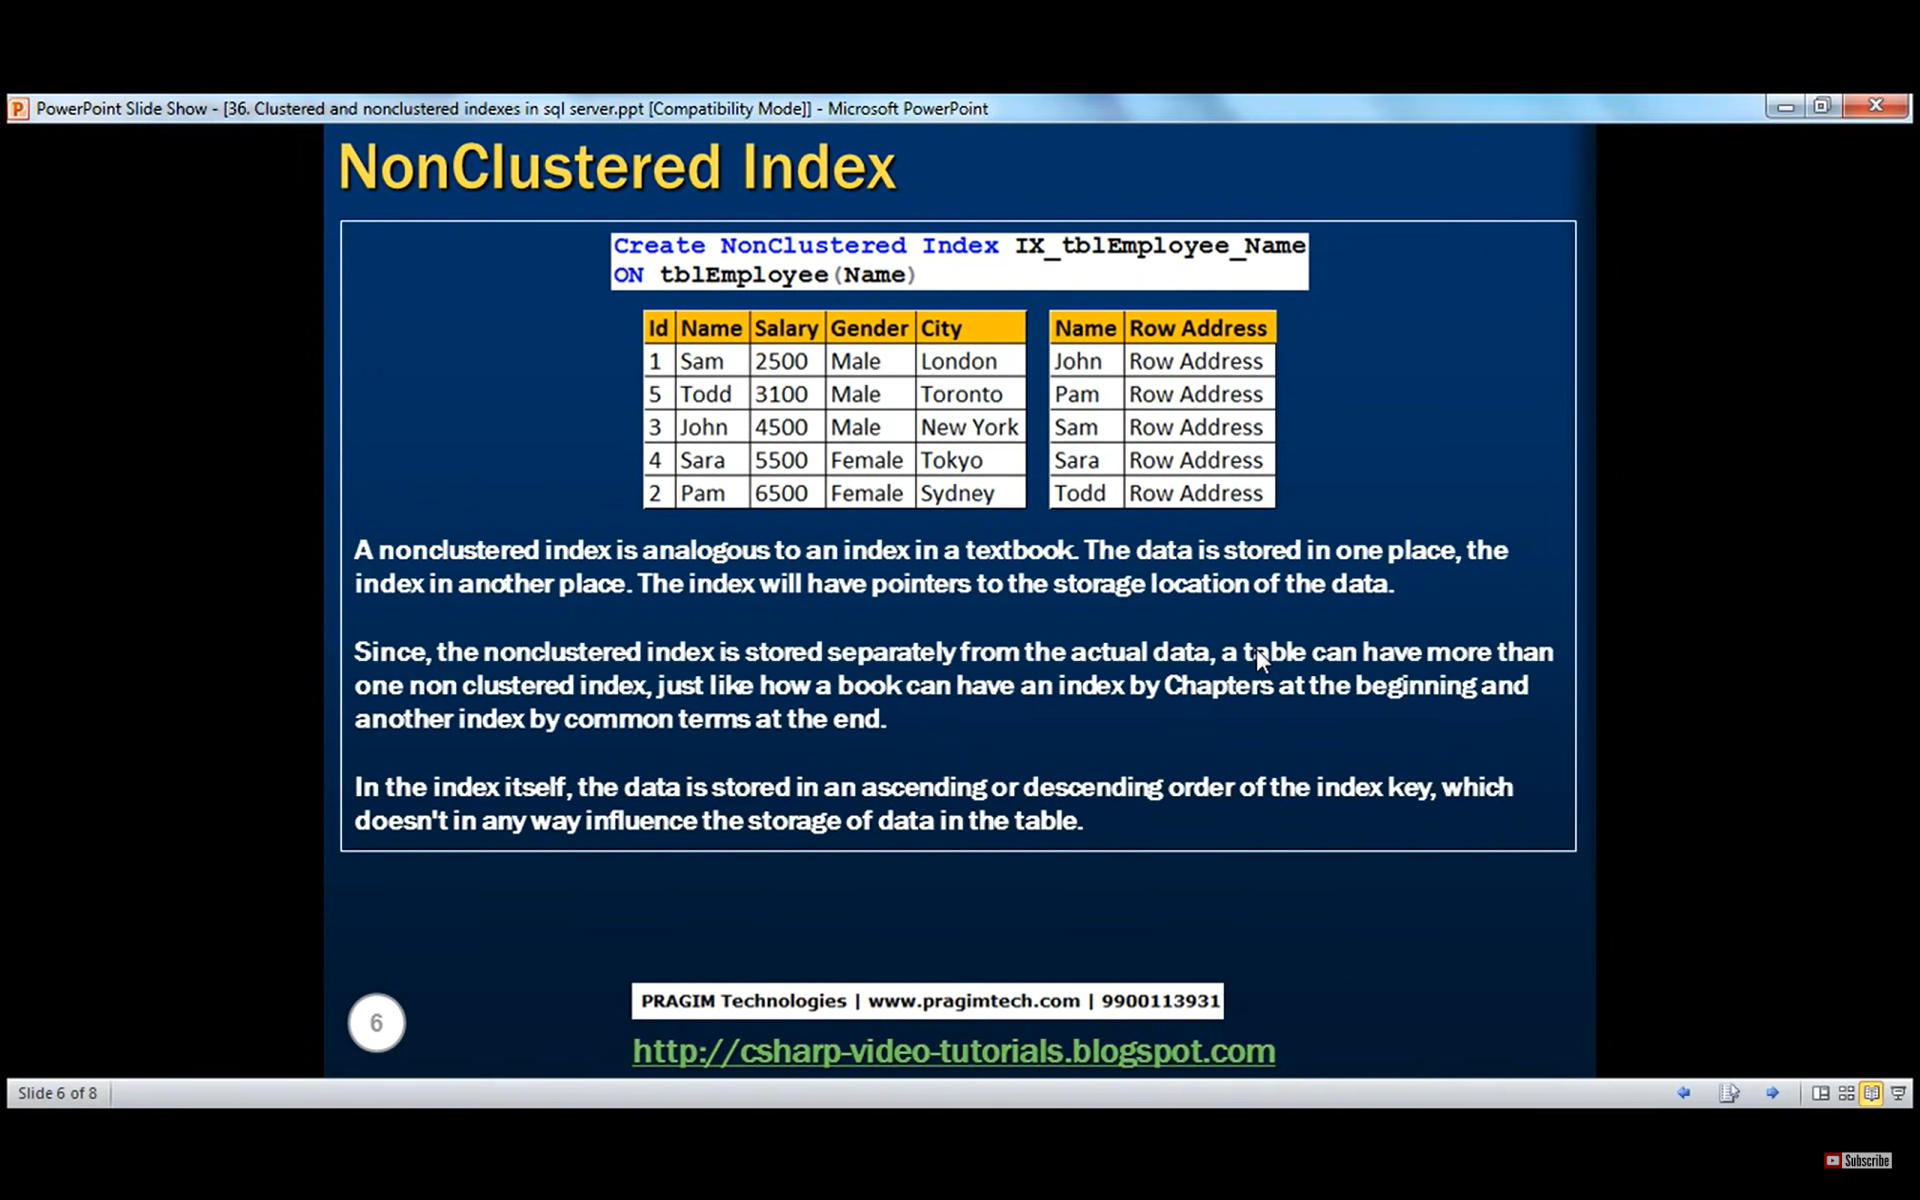 PowerPoint Slide Show - [36. Clustered and nonclustered indexes in sql server.ppt [Compatibility Mode]] - Microsoft PowerPoint
NonClustered Index
Create NonClustered Index IX_tblEmployee_Name
ON tblEmployee(Name)
Id Name Salary Gender City
1 Sam 2500 Male London
5 Todd 3100 Male Toronto
3 John 4500 Male New York
4 Sara 5500 Female Tokyo
2 Pam 6500 Female Sydney
Name Row Address
John Row Address
Pam Row Address
Sam Row Address
Sara Row Address
Todd Row Address
A nonclustered index is analogous to an index in a textbook. The data is stored in one place, the
index in another place. The index will have pointers to the storage location of the data.
Since, the nonclustered index is stored separately from the actual data, a table can have more than
one non clustered index, just like how a book can have an index by Chapters at the beginning and
another index by common terms at the end.
In the index itself, the data is stored in an ascending or descending order of the index key, which
doesn't in any way influence the storage of data in the table.
6
PRAGIM Technologies | www.pragimtech.com | 9900113931
http://csharp-video-tutorials.blogspot.com
Slide 6 of 8
Subscribe